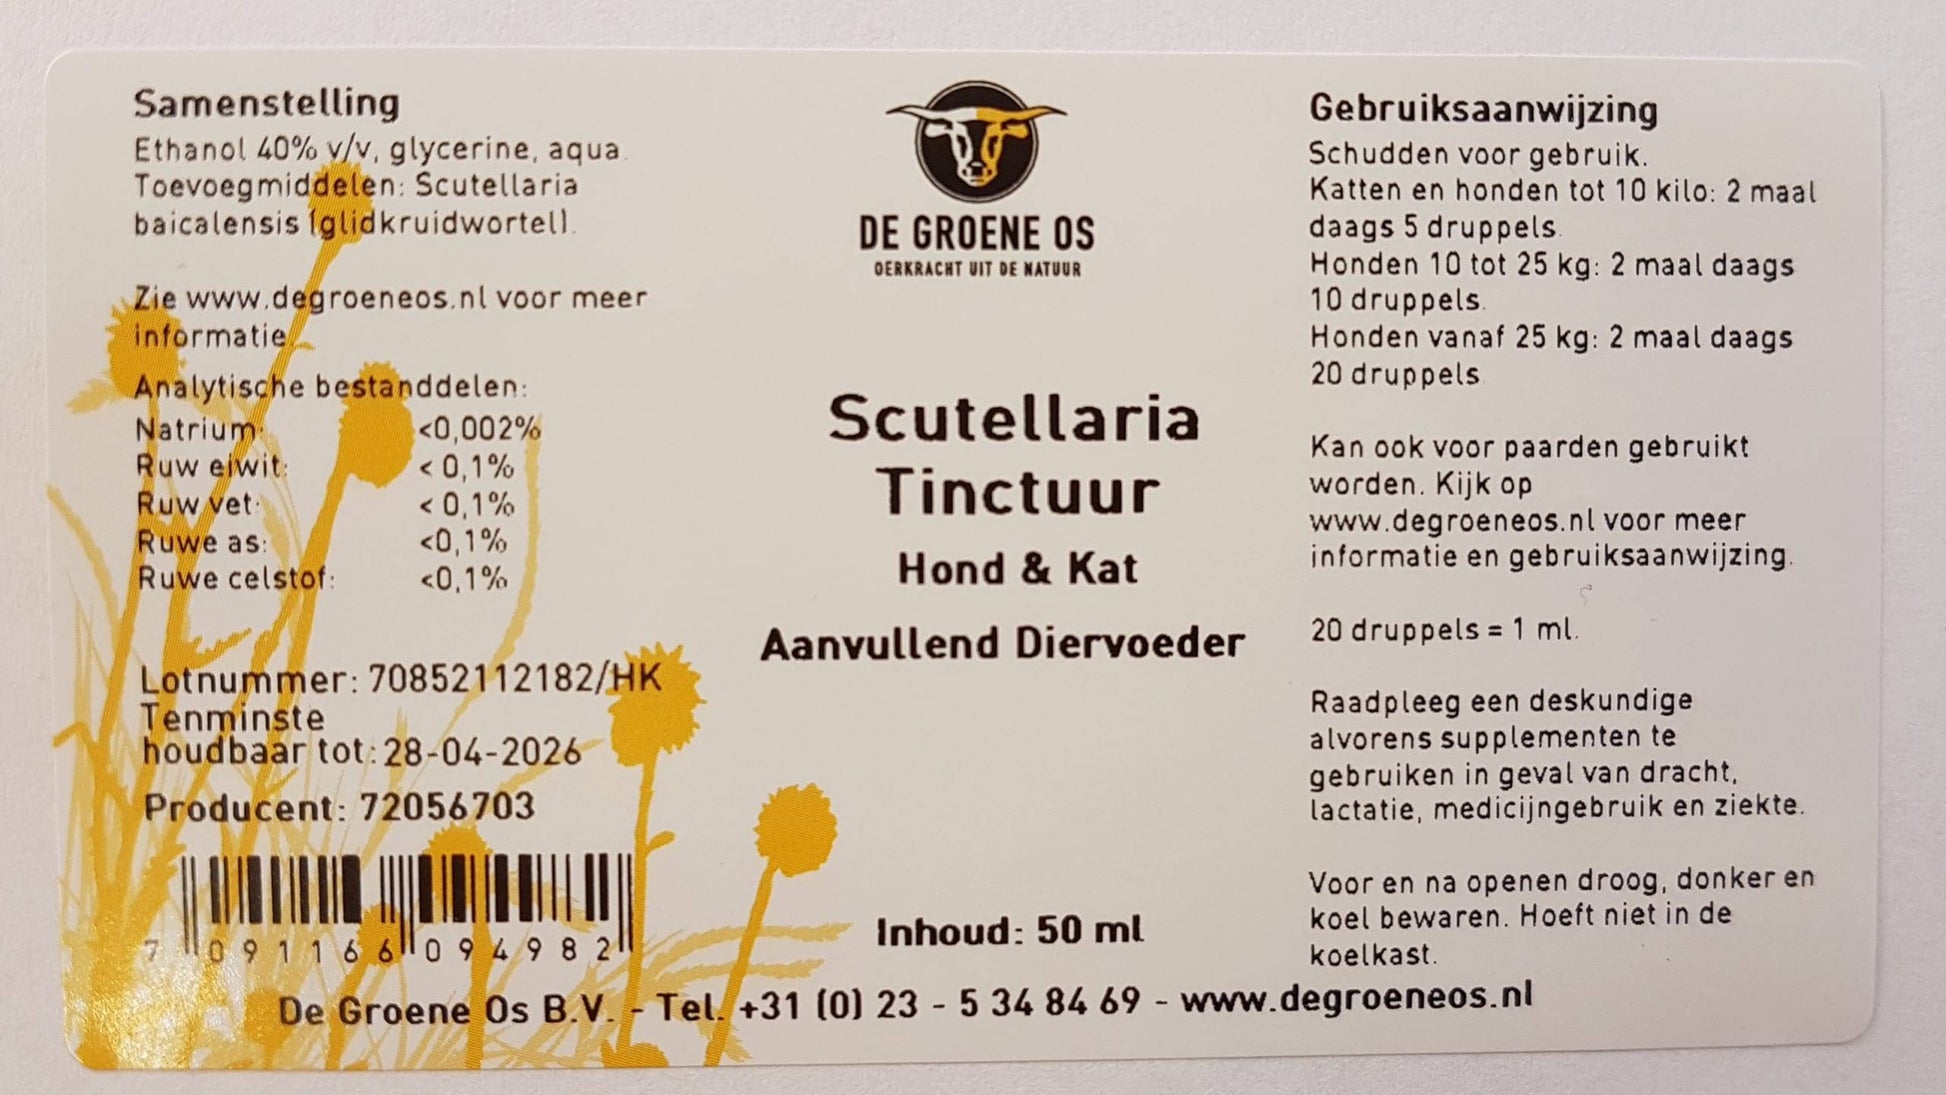 Samenstelling
Ethanol 40% v/v, glycerine, aqua.
Toevoegmiddelen: Scutellaria
baicalensis (glidkruidwortel).
Zie www.degroeneos.nl voor meer
informatie.
Analytische bestanddelen:
Natrium: <0,002%
Ruw eiwit: < 0,1%
Ruw vet: < 0,1%
Ruwe as: <0,1%
Ruwe celstof: <0,1%
Lotnummer: 70852112182/HK
Tenminste
houdbaar tot: 28-04-2026
Producent: 72056703
7 091166 094982
DE GROENE OS
OERKRACHT UIT DE NATUUR
Scutellaria
Tinctuur
Hond & Kat
Aanvullend Diervoeder
Inhoud: 50 ml
Gebruiksaanwijzing
Schudden voor gebruik.
Katten en honden tot 10 kilo: 2 maal
daags 5 druppels.
Honden 10 tot 25 kg: 2 maal daags
10 druppels.
Honden vanaf 25 kg: 2 maal daags
20 druppels
Kan ook voor paarden gebruikt
worden. Kijk op
www.degroeneos.nl voor meer
informatie en gebruiksaanwijzing.
20 druppels = 1 ml.
Raadpleeg een deskundige
alvorens supplementen te
gebruiken in geval van dracht,
lactatie, medicijngebruik en ziekte.
Voor en na openen droog, donker en
koel bewaren. Hoeft niet in de
koelkast.
De Groene Os B.V. - Tel. +31 (0) 23 - 5 34 84 69 - www.degroeneos.nl